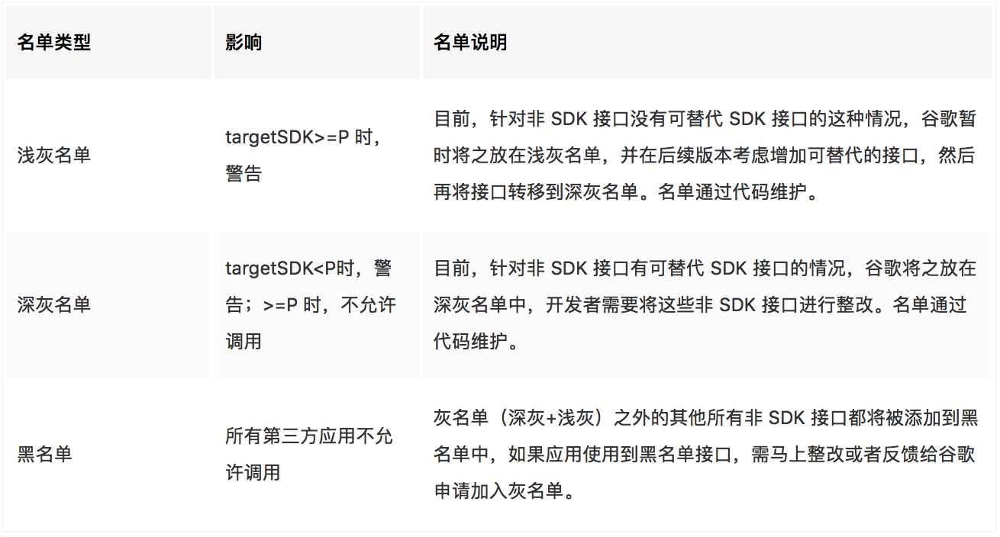 名单类型
影响
名单说明
浅灰名单
targetSDK>=P 时，
警告
目前，针对非 SDK 接口没有可替代 SDK 接口的这种情况，谷歌暂
时将之放在浅灰名单，并在后续版本考虑增加可替代的接口，然后
再将接口转移到深灰名单。名单通过代码维护。
深灰名单
targetSDK<P时，警
告；>=P 时，不允许
调用
目前，针对非 SDK 接口有可替代 SDK 接口的情况，谷歌将之放在
深灰名单中，开发者需要将这些非 SDK 接口进行整改。名单通过
代码维护。
黑名单
所有第三方应用不允
许调用
灰名单（深灰+浅灰）之外的其他所有非 SDK 接口都将被添加到黑
名单中，如果应用使用到黑名单接口，需马上整改或者反馈给谷歌
申请加入灰名单。